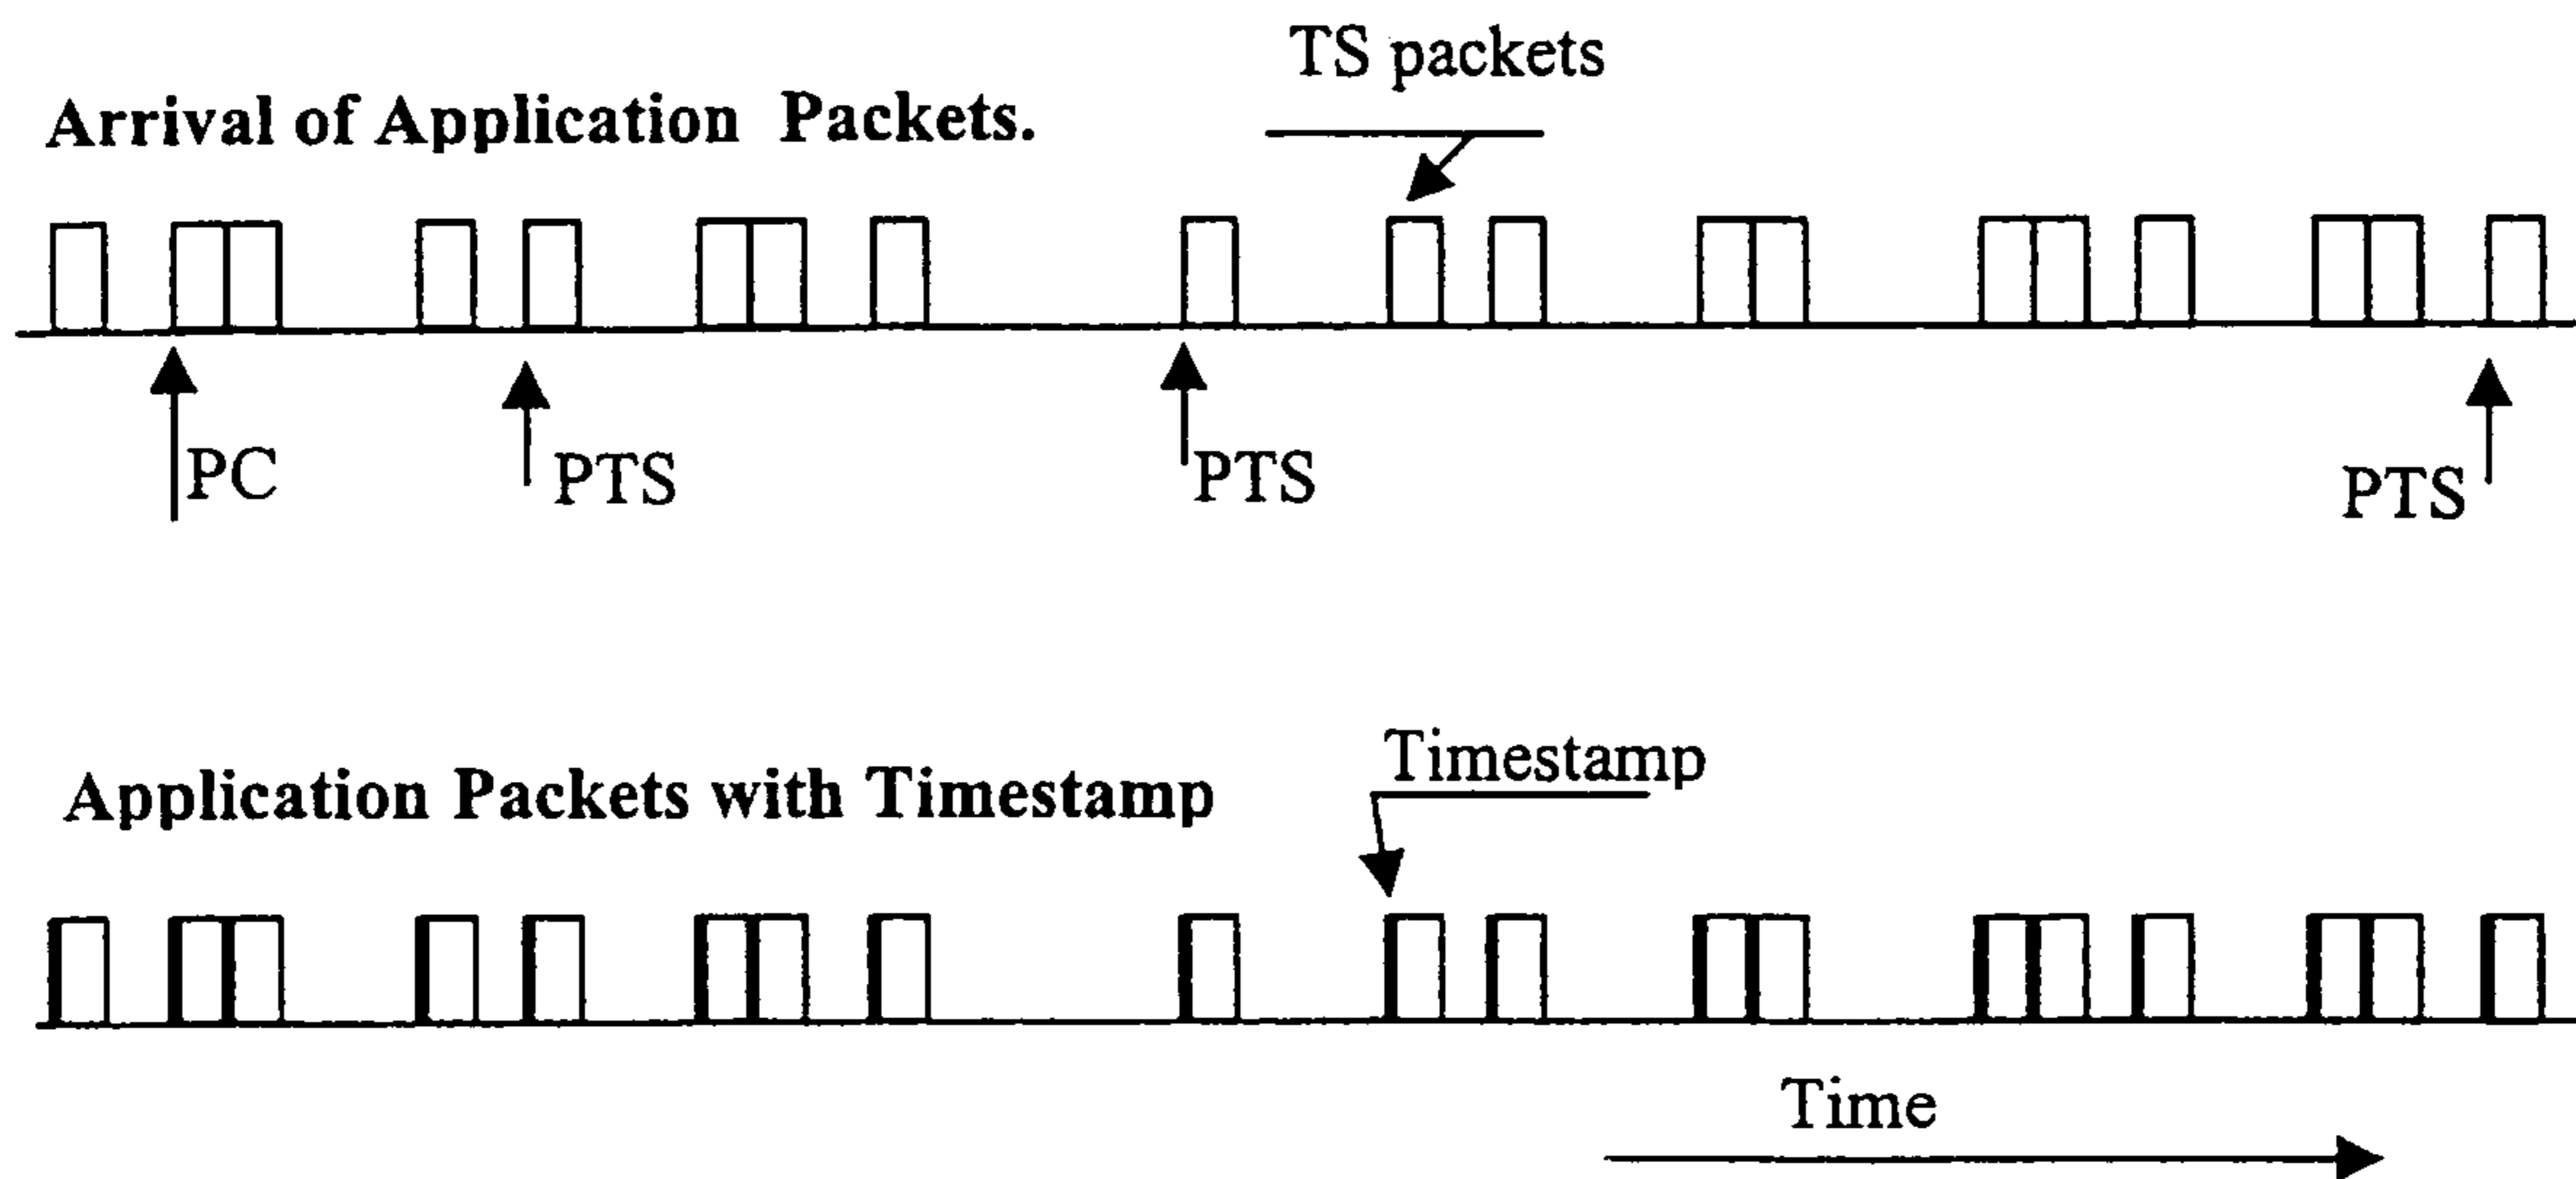 TS packets
Arrival of Application Packets.
PC
PTS
PTS
PTS
Timestamp
Application Packets with Timestamp
Time